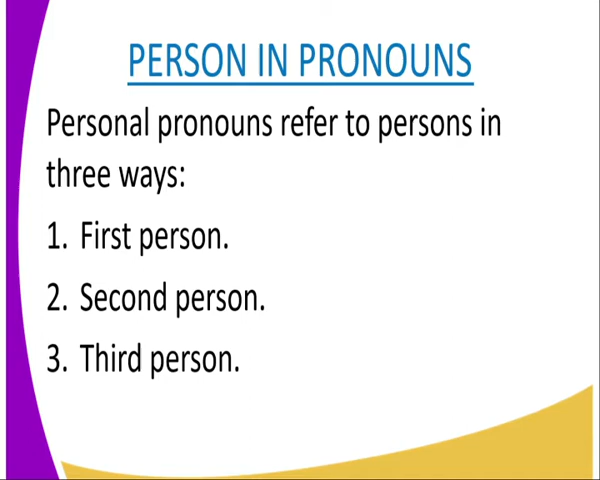 PERSON IN PRONOUNS
Personal pronouns refer to persons in
three ways:
1. First person.
2. Second person.
3. Third person.